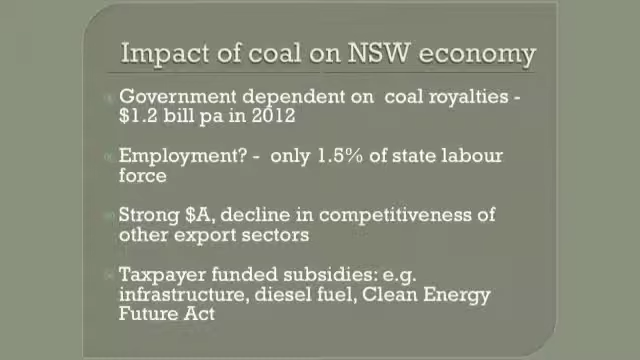 Impact of coal on NSW economy
Government dependent on coal royalties -
$1.2 bill pa in 2012
Employment? - only 1.5% of state labour
force
Strong $A, decline in competitiveness of
other export sectors
Taxpayer funded subsidies: e.g.
infrastructure, diesel fuel, Clean Energy
Future Act